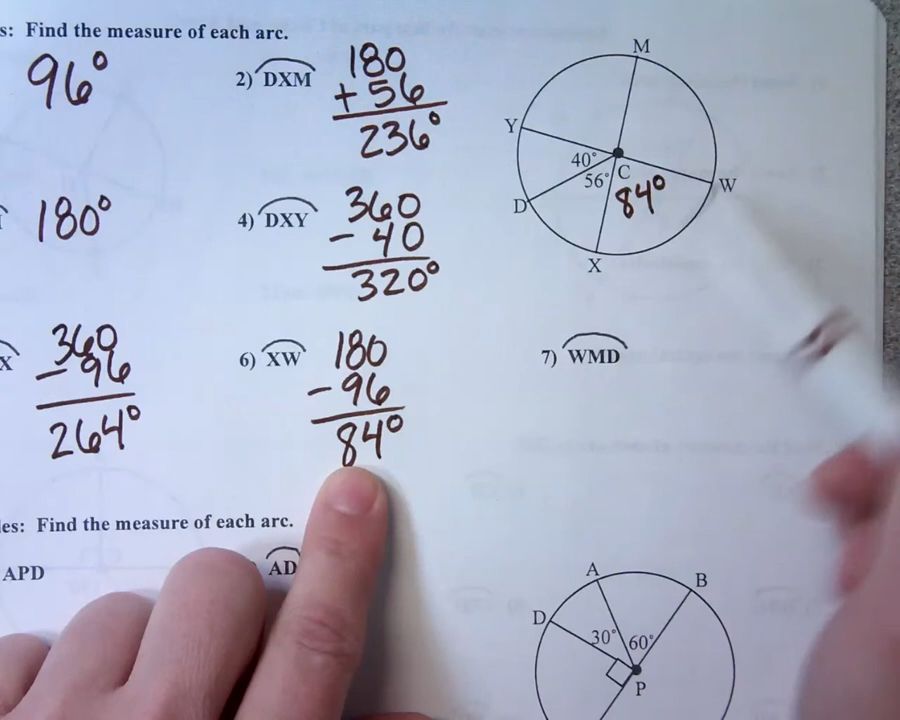 s: Find the measure of each arc.
96°
2) DXM
180
+ 56
236°
M
Y
40°
C
56°
84°
W
D
X
180°
4) DXY
360
- 40
320°
X
360
- 96
264°
6) XW
180
- 96
84°
7) WMD
les: Find the measure of each arc.
APD
AD
A
B
D
30°
60°
P